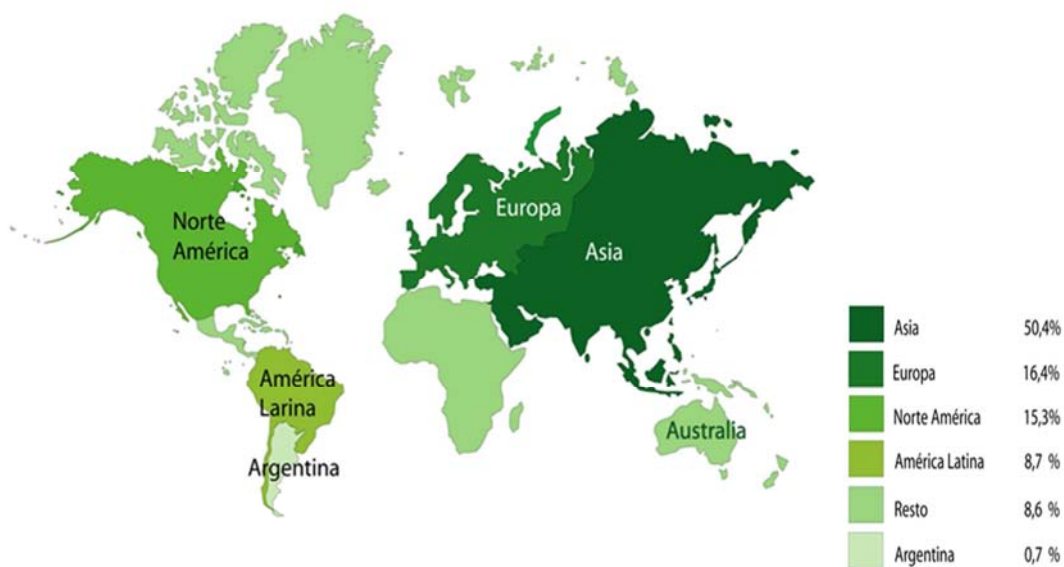 Norte
América
Europa
Asia
América
Larina
Argentina
Australia
Asia 50,4%
Europa 16,4%
Norte América 15,3%
América Latina 8,7 %
Resto 8,6 %
Argentina 0,7 %